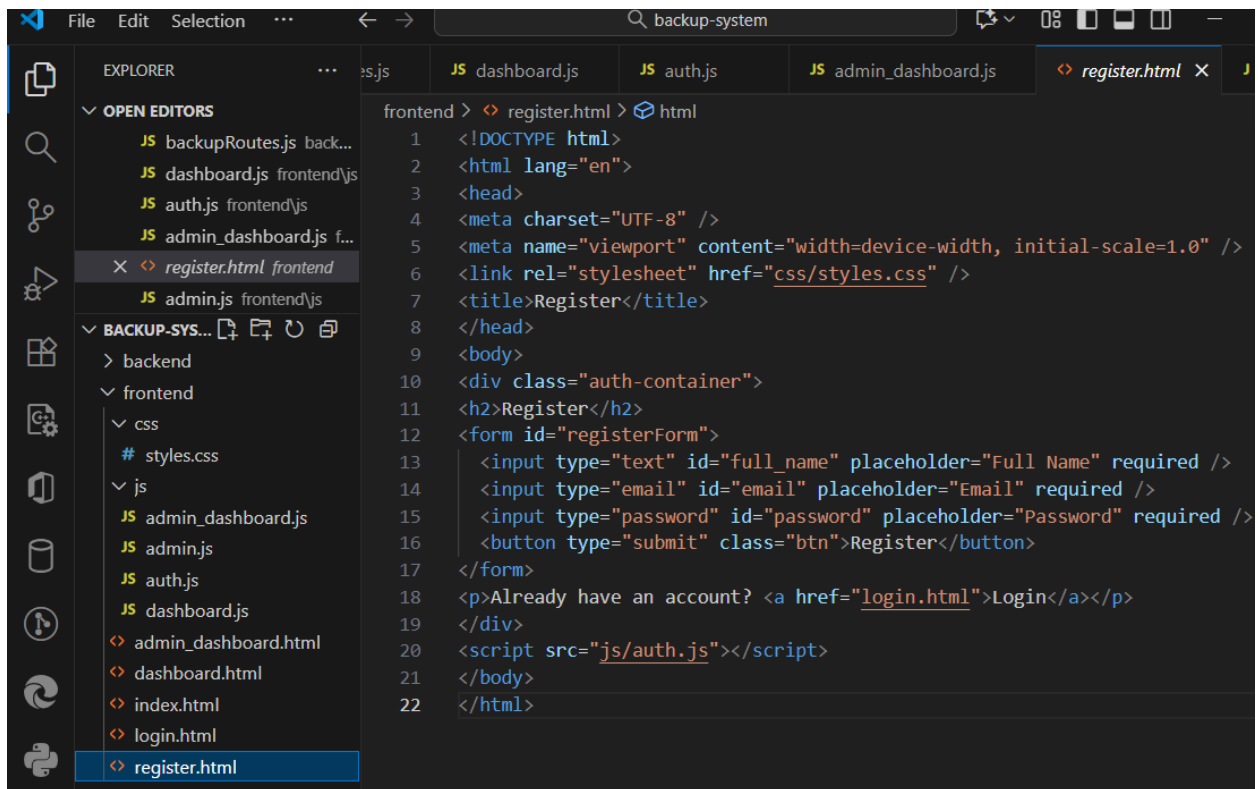 File Edit Selection ··· backup-system
EXPLORER ···
OPEN EDITORS
JS backupRoutes.js back...
JS dashboard.js frontend\js
JS auth.js frontend\js
JS admin_dashboard.js f...
register.html frontend
JS admin.js frontend\js
BACKUP-SYS...
backend
frontend
css
# styles.css
js
JS admin_dashboard.js
JS admin.js
JS auth.js
JS dashboard.js
<> admin_dashboard.html
<> dashboard.html
<> index.html
<> login.html
<> register.html
es.js JS dashboard.js JS auth.js JS admin_dashboard.js <> register.html J
frontend > <> register.html > html
1 <!DOCTYPE html>
2 <html lang="en">
3 <head>
4 <meta charset="UTF-8" />
5 <meta name="viewport" content="width=device-width, initial-scale=1.0" />
6 <link rel="stylesheet" href="css/styles.css" />
7 <title>Register</title>
8 </head>
9 <body>
10 <div class="auth-container">
11 <h2>Register</h2>
12 <form id="registerForm">
13 <input type="text" id="full_name" placeholder="Full Name" required />
14 <input type="email" id="email" placeholder="Email" required />
15 <input type="password" id="password" placeholder="Password" required />
16 <button type="submit" class="btn">Register</button>
17 </form>
18 <p>Already have an account? <a href="login.html">Login</a></p>
19 </div>
20 <script src="js/auth.js"></script>
21 </body>
22 </html>